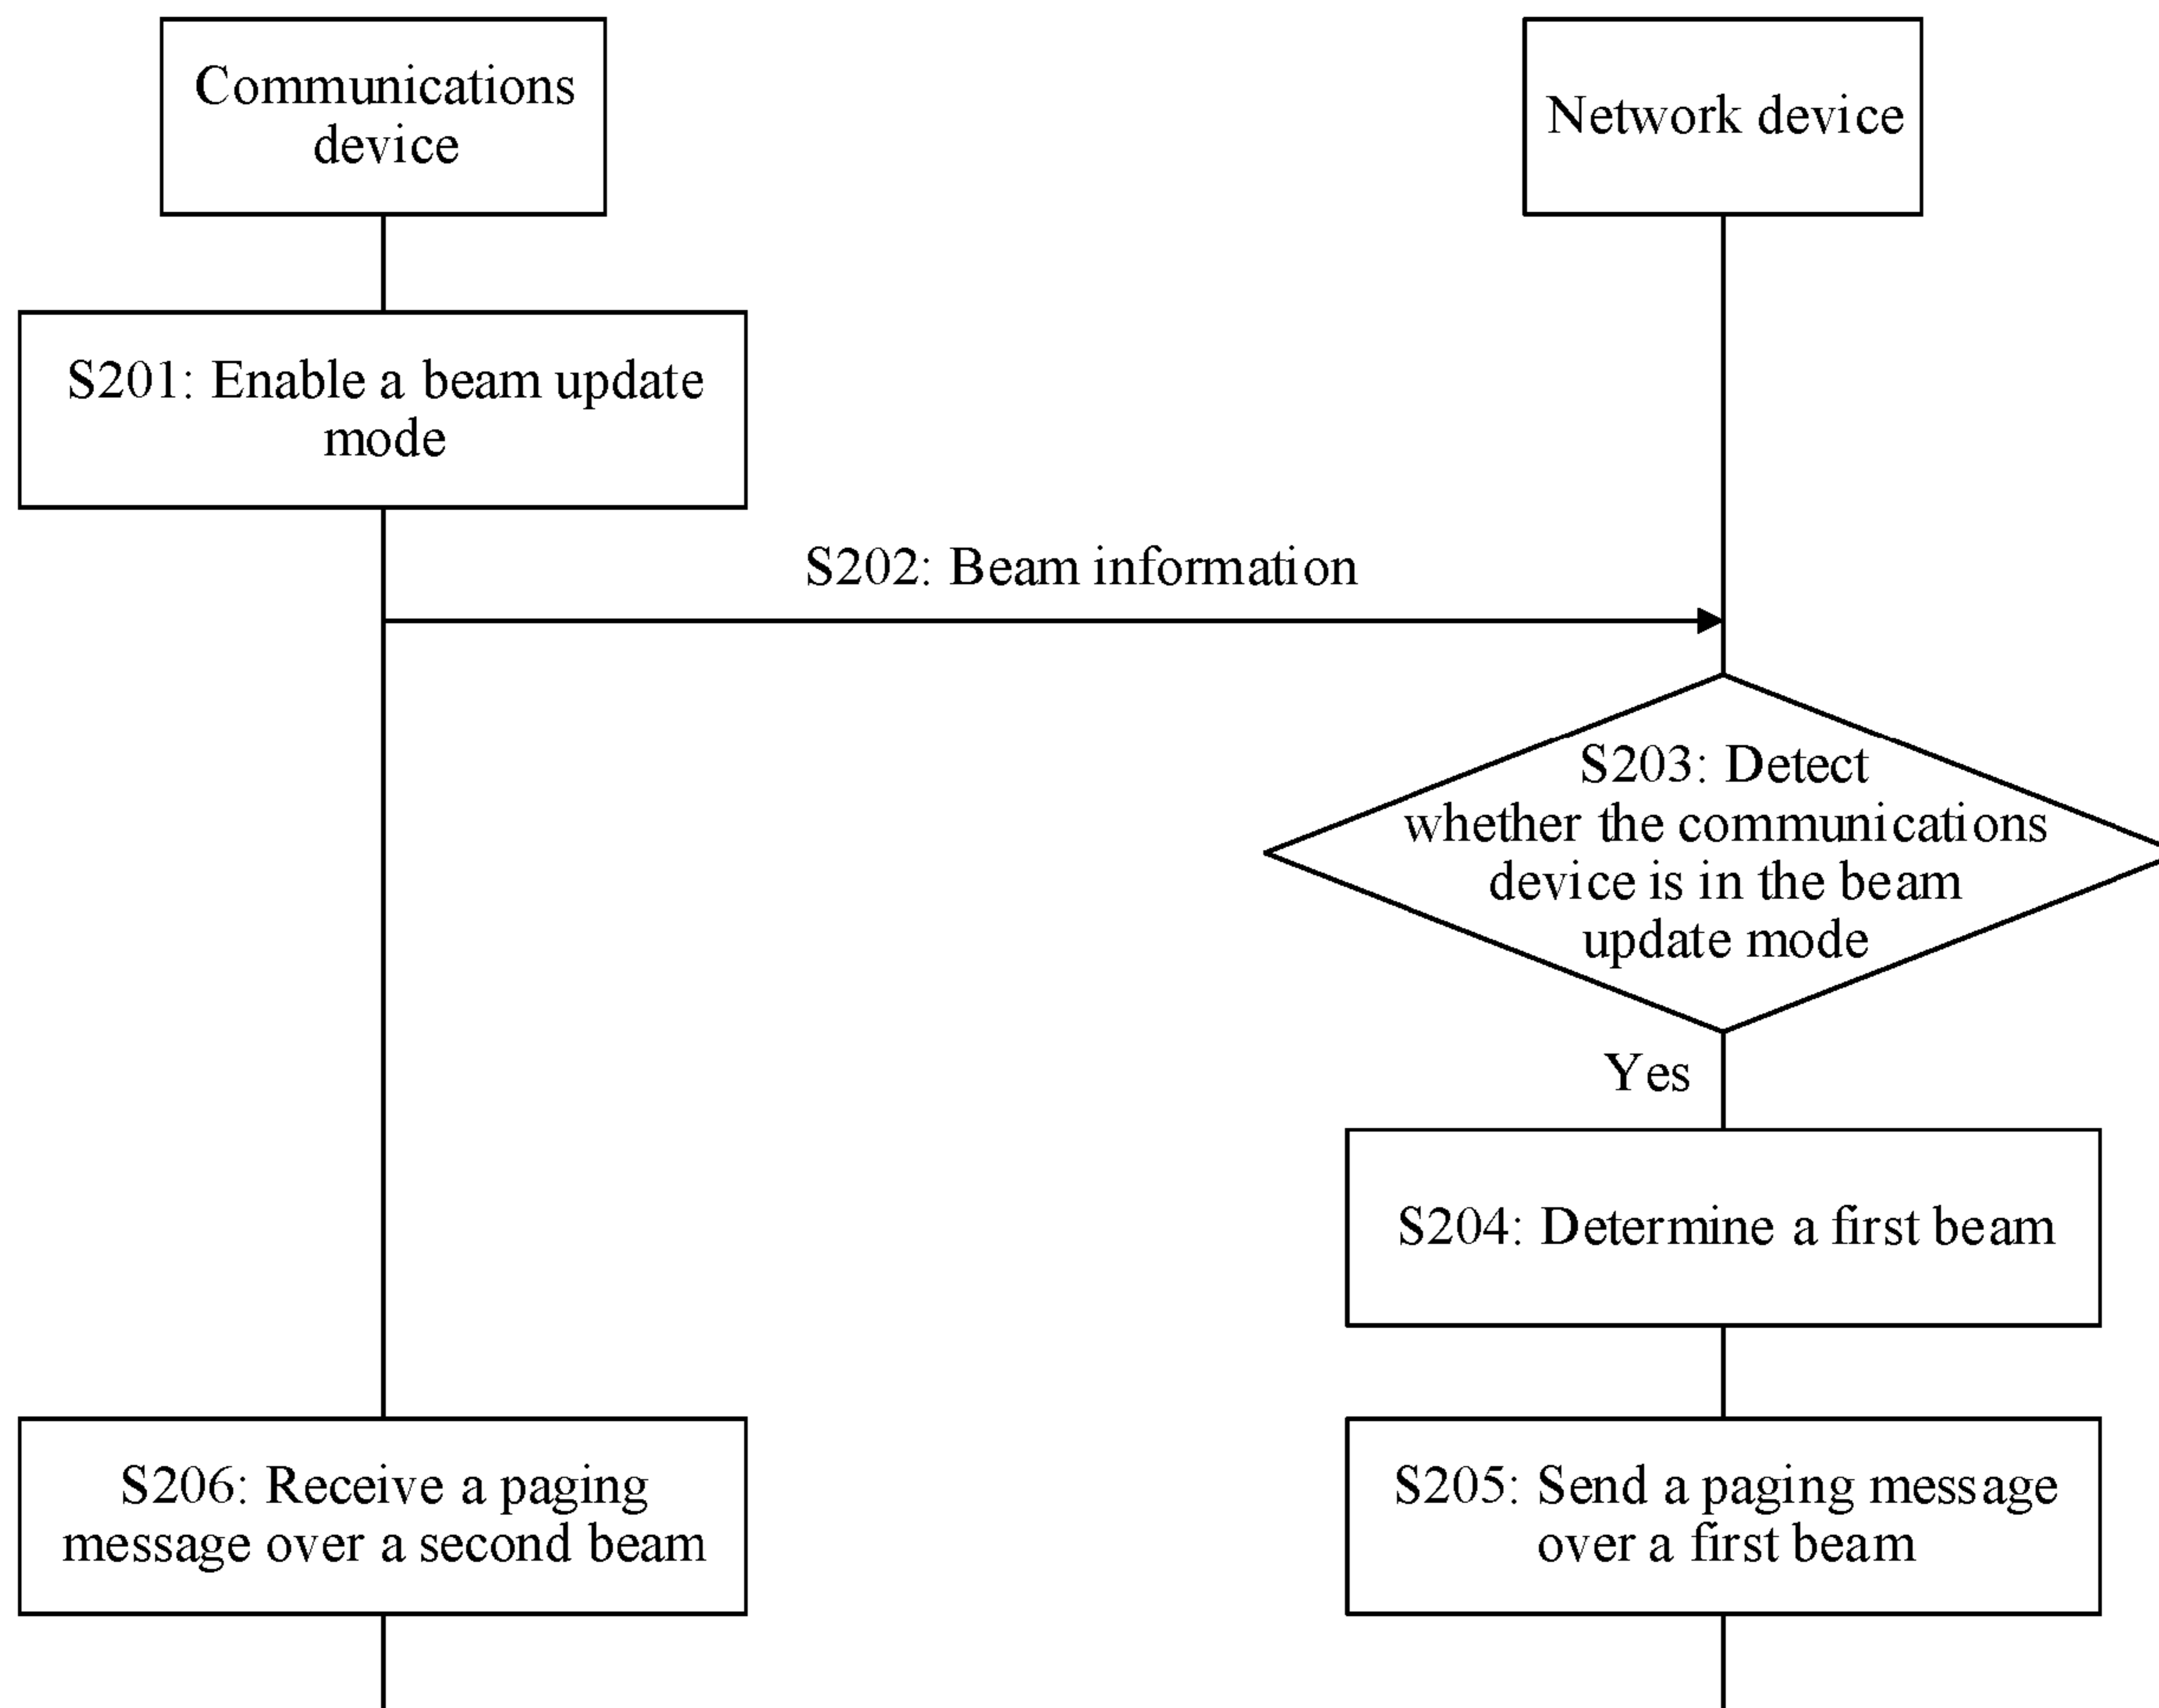 Communications
device
Network device
S201: Enable a beam update
mode
S202: Beam information
S203: Detect
whether the communications
device is in the beam
update mode
Yes
S204: Determine a first beam
S206: Receive a paging
message over a second beam
S205: Send a paging message
over a first beam